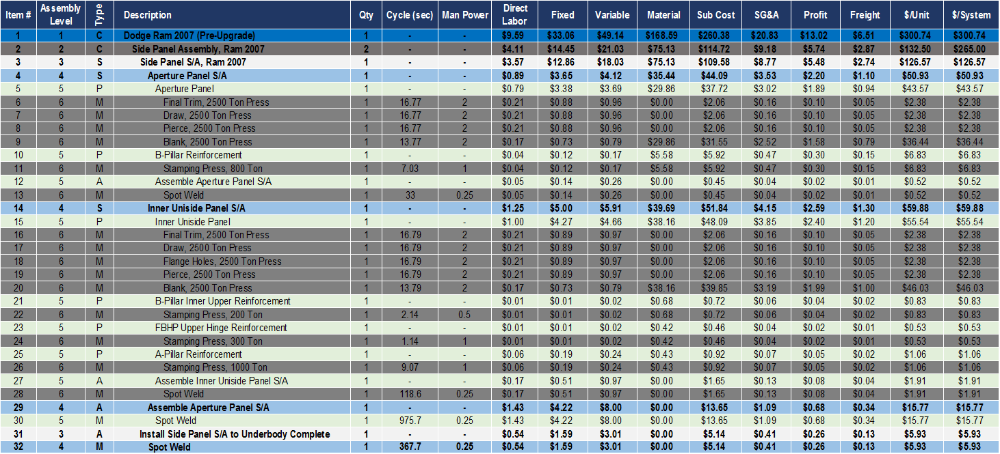 Item # Assembly Level Type Description Qty Cycle (sec) Man Power Direct Labor Fixed Variable Material Sub Cost SG&A Profit Freight $/Unit $/System
1 1 C Dodge Ram 2007 (Pre-Upgrade) 1 - - $9.59 $33.06 $49.14 $168.59 $260.38 $20.83 $13.02 $6.51 $300.74 $300.74
2 2 C Side Panel Assembly, Ram 2007 2 - - $4.11 $14.45 $21.03 $75.13 $114.72 $9.18 $5.74 $2.87 $132.50 $265.00
3 3 S Side Panel S/A, Ram 2007 1 - - $3.57 $12.86 $18.03 $75.13 $109.58 $8.77 $5.48 $2.74 $126.57 $126.57
4 4 S Aperture Panel S/A 1 - - $0.89 $3.65 $4.12 $35.44 $44.09 $3.53 $2.20 $1.10 $50.93 $50.93
5 5 P Aperture Panel 1 - - $0.79 $3.38 $3.69 $29.86 $37.72 $3.02 $1.89 $0.94 $43.57 $43.57
6 6 M Final Trim, 2500 Ton Press 1 16.77 2 $0.21 $0.88 $0.96 $0.00 $2.06 $0.16 $0.10 $0.05 $2.38 $2.38
7 6 M Draw, 2500 Ton Press 1 16.77 2 $0.21 $0.88 $0.96 $0.00 $2.06 $0.16 $0.10 $0.05 $2.38 $2.38
8 6 M Pierce, 2500 Ton Press 1 16.77 2 $0.21 $0.88 $0.96 $0.00 $2.06 $0.16 $0.10 $0.05 $2.38 $2.38
9 6 M Blank, 2500 Ton Press 1 13.77 2 $0.17 $0.73 $0.79 $29.86 $31.55 $2.52 $1.58 $0.79 $36.44 $36.44
10 5 P B-Pillar Reinforcement 1 - - $0.04 $0.12 $0.17 $5.58 $5.92 $0.47 $0.30 $0.15 $6.83 $6.83
11 6 M Stamping Press, 800 Ton 1 7.03 1 $0.04 $0.12 $0.17 $5.58 $5.92 $0.47 $0.30 $0.15 $6.83 $6.83
12 5 A Assemble Aperture Panel S/A 1 - - $0.05 $0.14 $0.26 $0.00 $0.45 $0.04 $0.02 $0.01 $0.52 $0.52
13 6 M Spot Weld 1 33 0.25 $0.05 $0.14 $0.26 $0.00 $0.45 $0.04 $0.02 $0.01 $0.52 $0.52
14 4 S Inner Uniside Panel S/A 1 - - $1.25 $5.00 $5.91 $39.69 $51.84 $4.15 $2.59 $1.30 $59.88 $59.88
15 5 P Inner Uniside Panel 1 - - $1.00 $4.27 $4.66 $38.16 $48.09 $3.85 $2.40 $1.20 $55.54 $55.54
16 6 M Final Trim, 2500 Ton Press 1 16.79 2 $0.21 $0.89 $0.97 $0.00 $2.06 $0.16 $0.10 $0.05 $2.38 $2.38
17 6 M Draw, 2500 Ton Press 1 16.79 2 $0.21 $0.89 $0.97 $0.00 $2.06 $0.16 $0.10 $0.05 $2.38 $2.38
18 6 M Flange Holes, 2500 Ton Press 1 16.79 2 $0.21 $0.89 $0.97 $0.00 $2.06 $0.16 $0.10 $0.05 $2.38 $2.38
19 6 M Pierce, 2500 Ton Press 1 16.79 2 $0.21 $0.89 $0.97 $0.00 $2.06 $0.16 $0.10 $0.05 $2.38 $2.38
20 6 M Blank, 2500 Ton Press 1 13.79 2 $0.17 $0.73 $0.79 $38.16 $39.85 $3.19 $1.99 $1.00 $46.03 $46.03
21 5 P B-Pillar Inner Upper Reinforcement 1 - - $0.01 $0.01 $0.02 $0.68 $0.72 $0.06 $0.04 $0.02 $0.83 $0.83
22 6 M Stamping Press, 200 Ton 1 2.14 0.5 $0.01 $0.01 $0.02 $0.68 $0.72 $0.06 $0.04 $0.02 $0.83 $0.83
23 5 P FBHP Upper Hinge Reinforcement 1 - - $0.01 $0.01 $0.02 $0.42 $0.46 $0.04 $0.02 $0.01 $0.53 $0.53
24 6 M Stamping Press, 300 Ton 1 1.14 1 $0.01 $0.01 $0.02 $0.42 $0.46 $0.04 $0.02 $0.01 $0.53 $0.53
25 5 P A-Pillar Reinforcement 1 - - $0.06 $0.19 $0.24 $0.43 $0.92 $0.07 $0.05 $0.02 $1.06 $1.06
26 6 M Stamping Press, 1000 Ton 1 9.07 1 $0.06 $0.19 $0.24 $0.43 $0.92 $0.07 $0.05 $0.02 $1.06 $1.06
27 5 A Assemble Inner Uniside Panel S/A 1 - - $0.17 $0.51 $0.97 $0.00 $1.65 $0.13 $0.08 $0.04 $1.91 $1.91
28 6 M Spot Weld 1 118.6 0.25 $0.17 $0.51 $0.97 $0.00 $1.65 $0.13 $0.08 $0.04 $1.91 $1.91
29 4 A Assemble Aperture Panel S/A 1 - - $1.43 $4.22 $8.00 $0.00 $13.65 $1.09 $0.68 $0.34 $15.77 $15.77
30 5 M Spot Weld 1 975.7 0.25 $1.43 $4.22 $8.00 $0.00 $13.65 $1.09 $0.68 $0.34 $15.77 $15.77
31 3 A Install Side Panel S/A to Underbody Complete 1 - - $0.54 $1.59 $3.01 $0.00 $5.14 $0.41 $0.26 $0.13 $5.93 $5.93
32 4 M Spot Weld 1 367.7 0.25 $0.54 $1.59 $3.01 $0.00 $5.14 $0.41 $0.26 $0.13 $5.93 $5.93